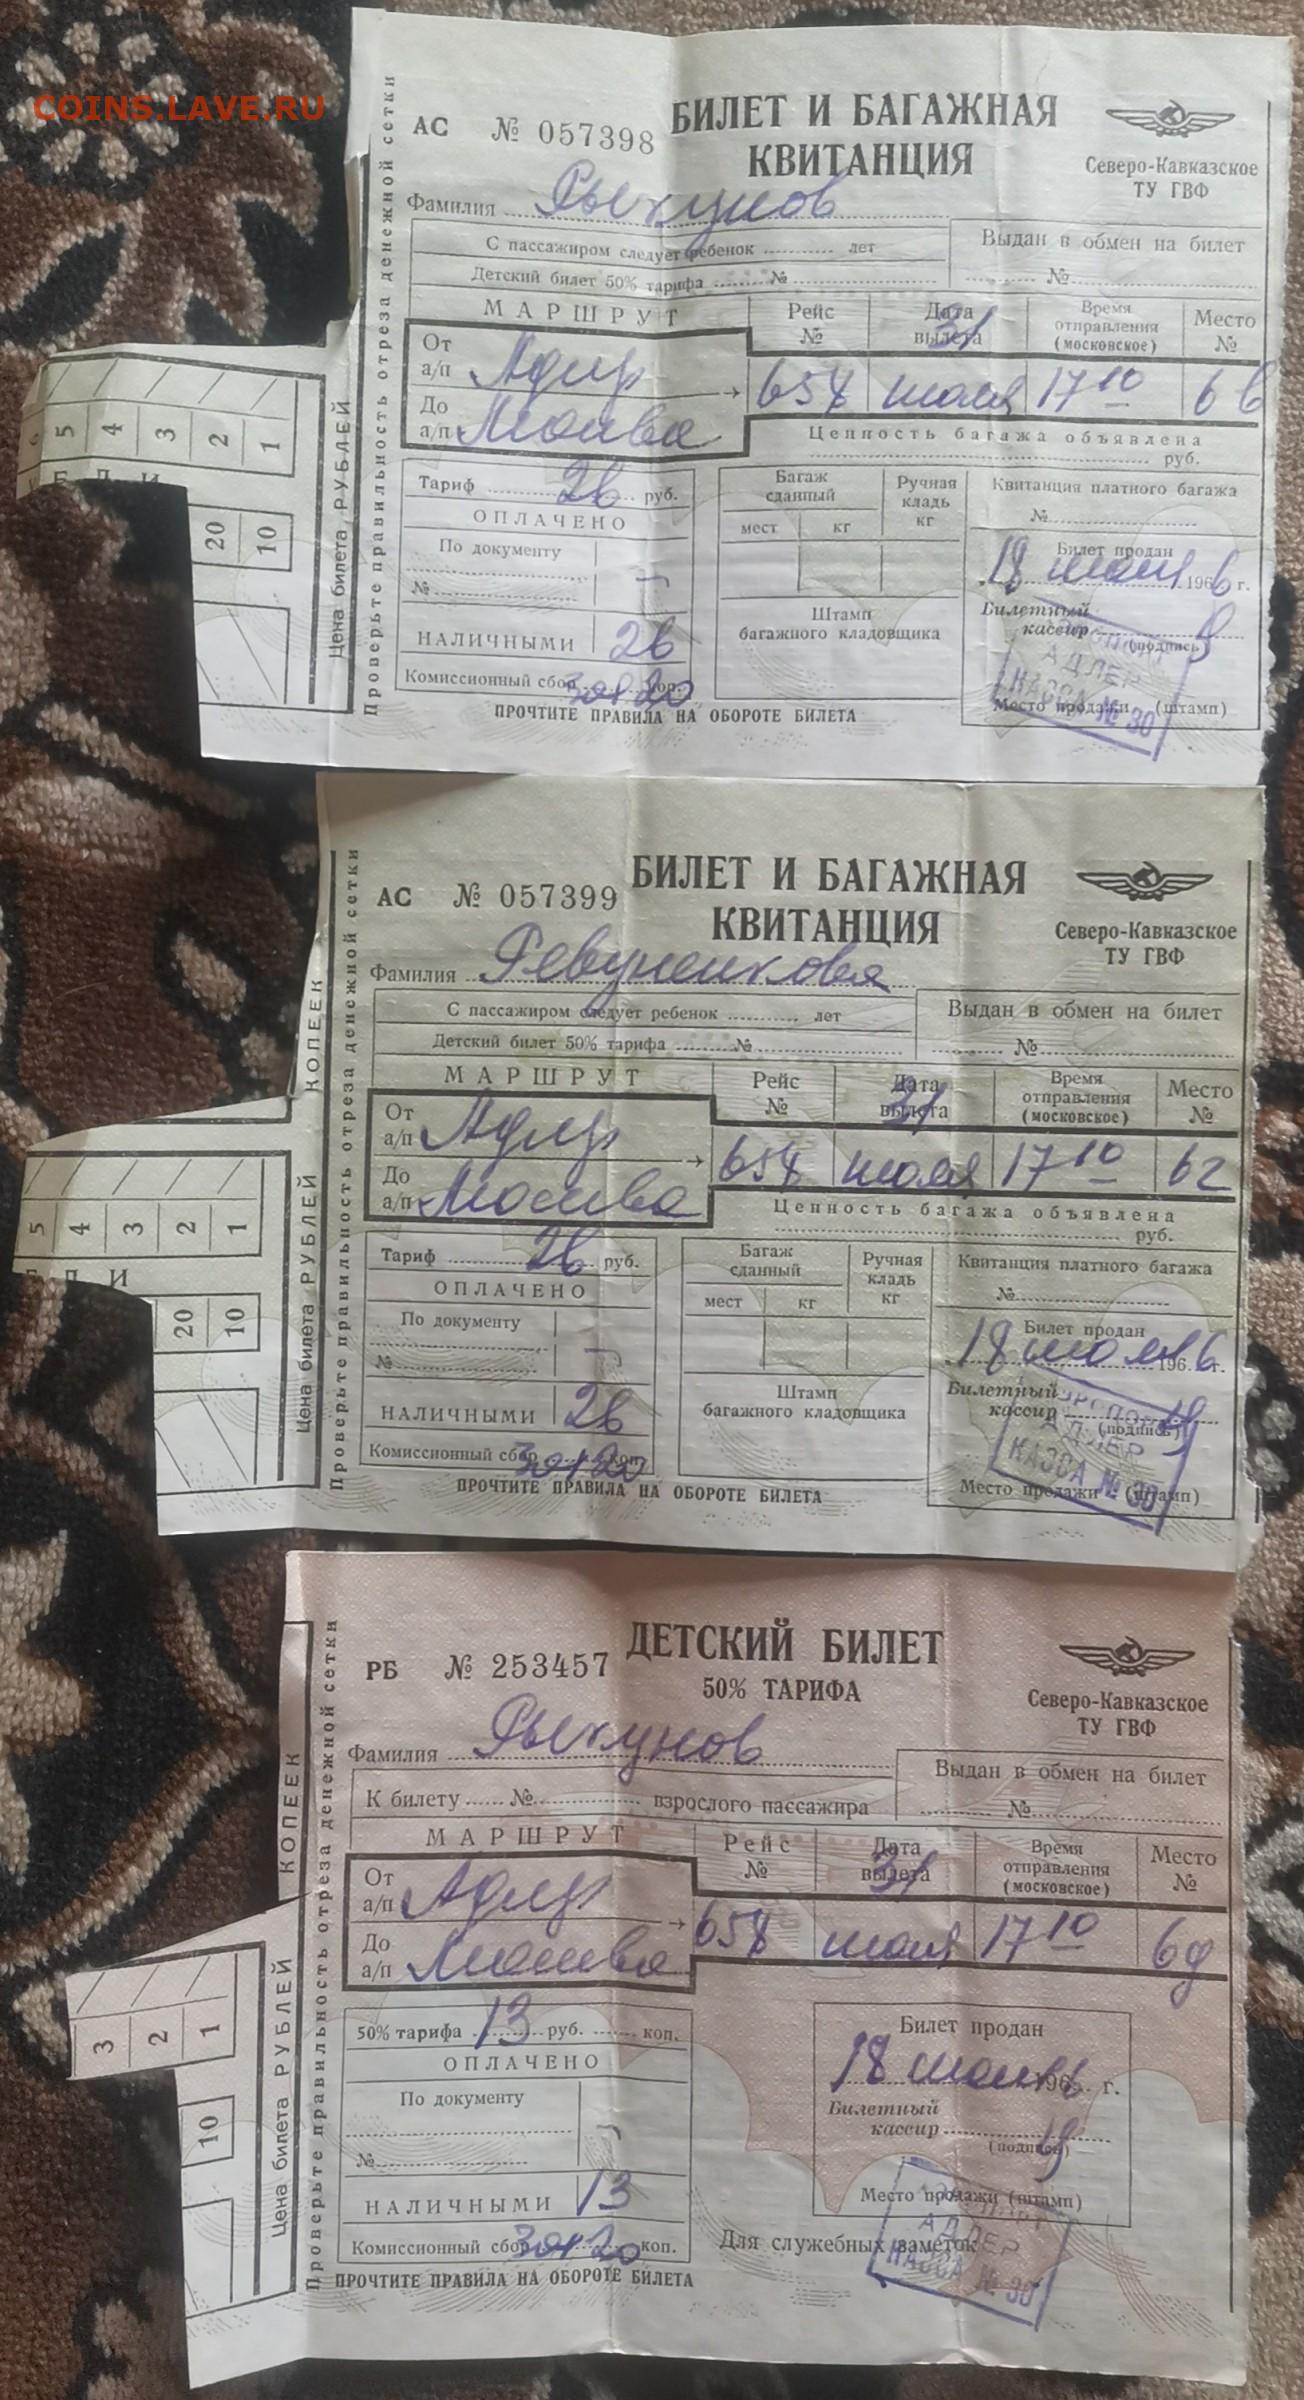 COINS.LAVE.RU
АС № 057398 БИЛЕТ И БАГАЖНАЯ
КВИТАНЦИЯ
Северо-Кавказское
ТУ ГВФ
Фамилия Рыкунов
С пассажиром следует ребенок лет
Выдан в обмен на билет
Детский билет 50% тарифа №
№
МАРШРУТ
Рейс №
Дата вылета 31
Время отправления (московское)
Место №
От а/п Адлер
До а/п Москва
658 июля 17 10 6в
Ценность багажа объявлена
руб.
Тариф 26 руб.
ОПЛАЧЕНО
По документу
№
НАЛИЧНЫМИ 26
Комиссионный сбор коп.
Багаж сданный
мест кг
Ручная кладь кг
Штамп
багажного кладовщика
Квитанция платного багажа
№
Билет продан
18 июля 1966 г.
Билетный
кассир
(подпись)
АДЛЕР
КАССА № 30
Место продажи (штамп)
ПРОЧТИТЕ ПРАВИЛА НА ОБОРОТЕ БИЛЕТА
Проверьте правильность отреза денежной сетки
Цена билета РУБЛЕЙ
5 4 3 2 1
20 10
АС № 057399 БИЛЕТ И БАГАЖНАЯ
КВИТАНЦИЯ
Северо-Кавказское
ТУ ГВФ
Фамилия Ревуненкова
С пассажиром следует ребенок лет
Выдан в обмен на билет
Детский билет 50% тарифа №
№
МАРШРУТ
Рейс №
Дата вылета 31
Время отправления (московское)
Место №
От а/п Адлер
До а/п Москва
658 июля 17 10 6г
Ценность багажа объявлена
руб.
Тариф 26 руб.
ОПЛАЧЕНО
По документу
№
НАЛИЧНЫМИ 26
Комиссионный сбор коп.
Багаж сданный
мест кг
Ручная кладь кг
Штамп
багажного кладовщика
Квитанция платного багажа
№
Билет продан
18 июля 1966 г.
Билетный
кассир
(подпись)
АДЛЕР
КАССА № 30
Место продажи (штамп)
ПРОЧТИТЕ ПРАВИЛА НА ОБОРОТЕ БИЛЕТА
Проверьте правильность отреза денежной сетки
Цена билета РУБЛЕЙ КОПЕЕК
5 4 3 2 1
20 10
РБ № 253457 ДЕТСКИЙ БИЛЕТ
50% ТАРИФА
Северо-Кавказское
ТУ ГВФ
Фамилия Рыкунов
К билету № взрослого пассажира
Выдан в обмен на билет
№
МАРШРУТ
Рейс №
Дата вылета 31
Время отправления (московское)
Место №
От а/п Адлер
До а/п Москва
658 июля 17 10 6д
50% тарифа 13 руб. коп.
ОПЛАЧЕНО
По документу
№
НАЛИЧНЫМИ 13
Комиссионный сбор коп.
Билет продан
18 июля 1966 г.
Билетный
кассир
(подпись)
Место продажи (штамп)
АДЛЕР
КАССА № 30
Для служебных заметок
ПРОЧТИТЕ ПРАВИЛА НА ОБОРОТЕ БИЛЕТА
Проверьте правильность отреза денежной сетки
Цена билета РУБЛЕЙ КОПЕЕК
3 2 1
10